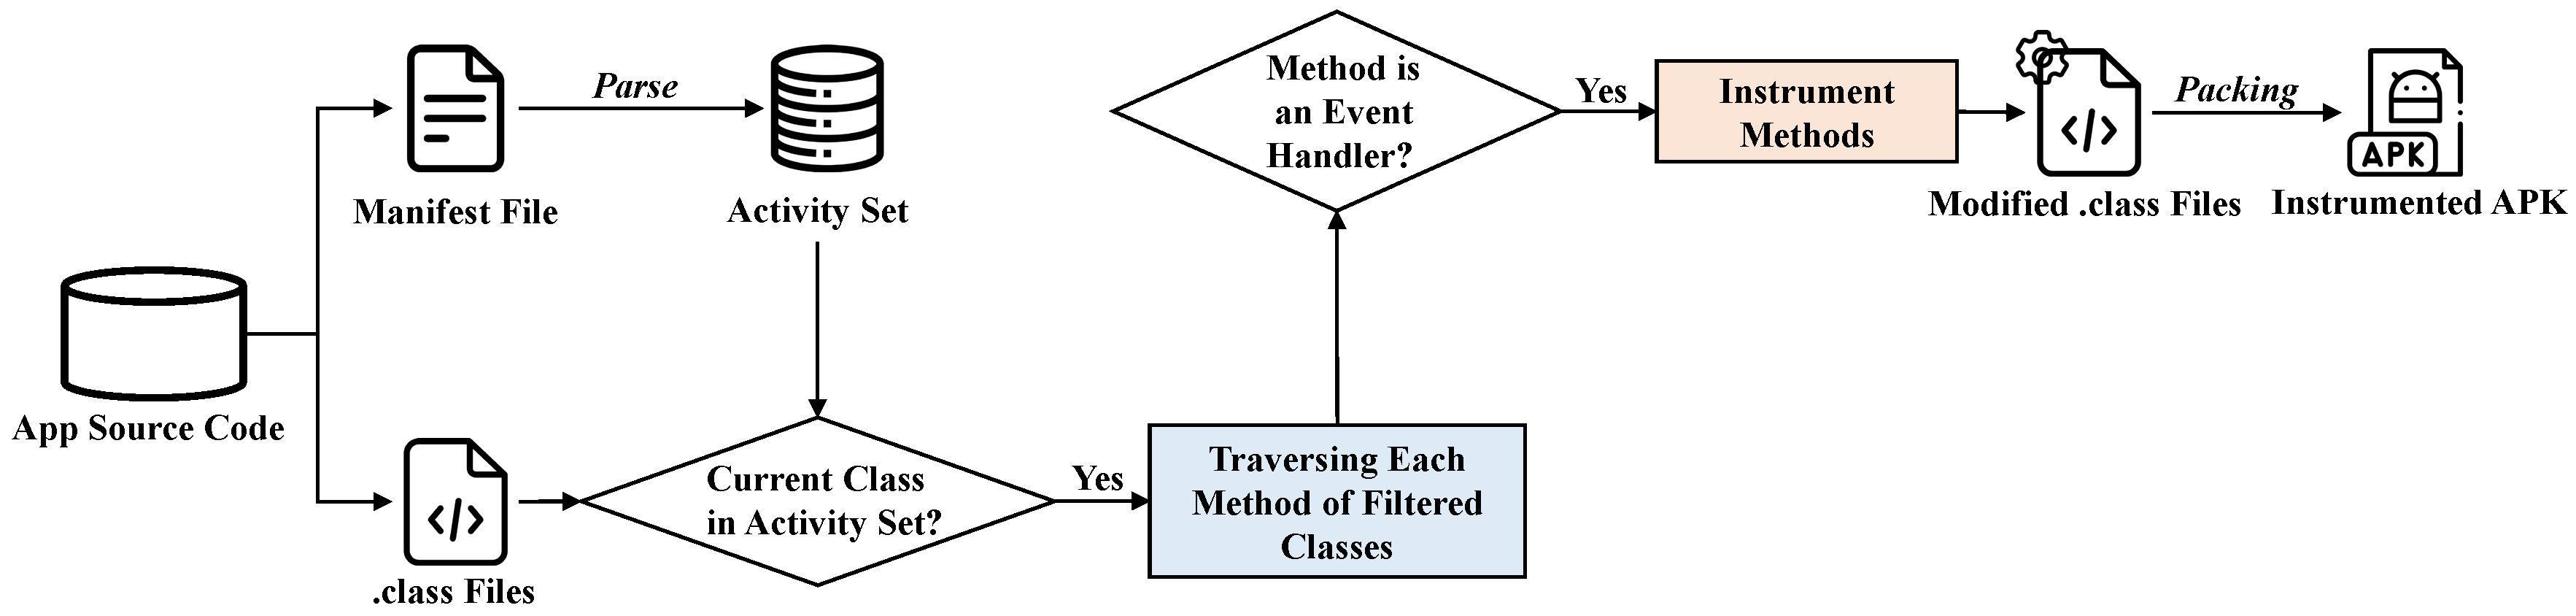 Manifest File
Parse
Activity Set
App Source Code
</>
.class Files
Current Class
in Activity Set?
Yes
Traversing Each
Method of Filtered
Classes
Method is
an Event
Handler?
Yes
Instrument
Methods
</>
Modified .class Files
Packing
APK
Instrumented APK